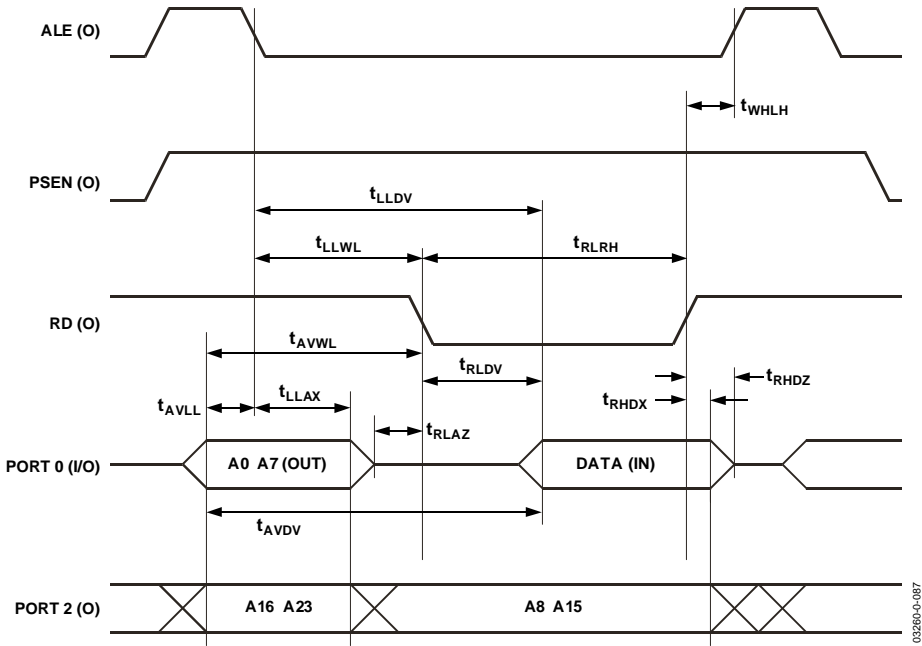 ALE (O)
tWHLH
PSEN (O)
tLLDV
tLLWL
tRLRH
RD (O)
tAVWL
tRLDV
tRHDZ
tAVLL
tLLAX
tRHDX
tRLAZ
PORT 0 (I/O)
A0 A7 (OUT)
DATA (IN)
tAVDV
PORT 2 (O)
A16 A23
A8 A15
03260-0-087